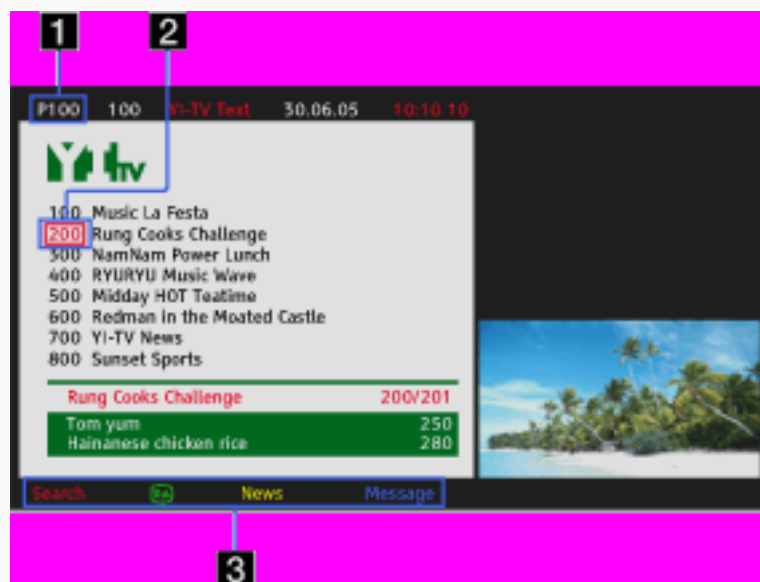 1 2
P100 100 YI-TV Text 30.06.05 10:10 10
YI TV
100 Music La Festa
200 Rung Cooks Challenge
300 NamNam Power Lunch
400 RYURYU Music Wave
500 Midday HOT Teatime
600 Redman in the Moated Castle
700 YI-TV News
800 Sunset Sports
Rung Cooks Challenge 200/201
Tom yum 250
Hainanese chicken rice 280
Search News Message
3